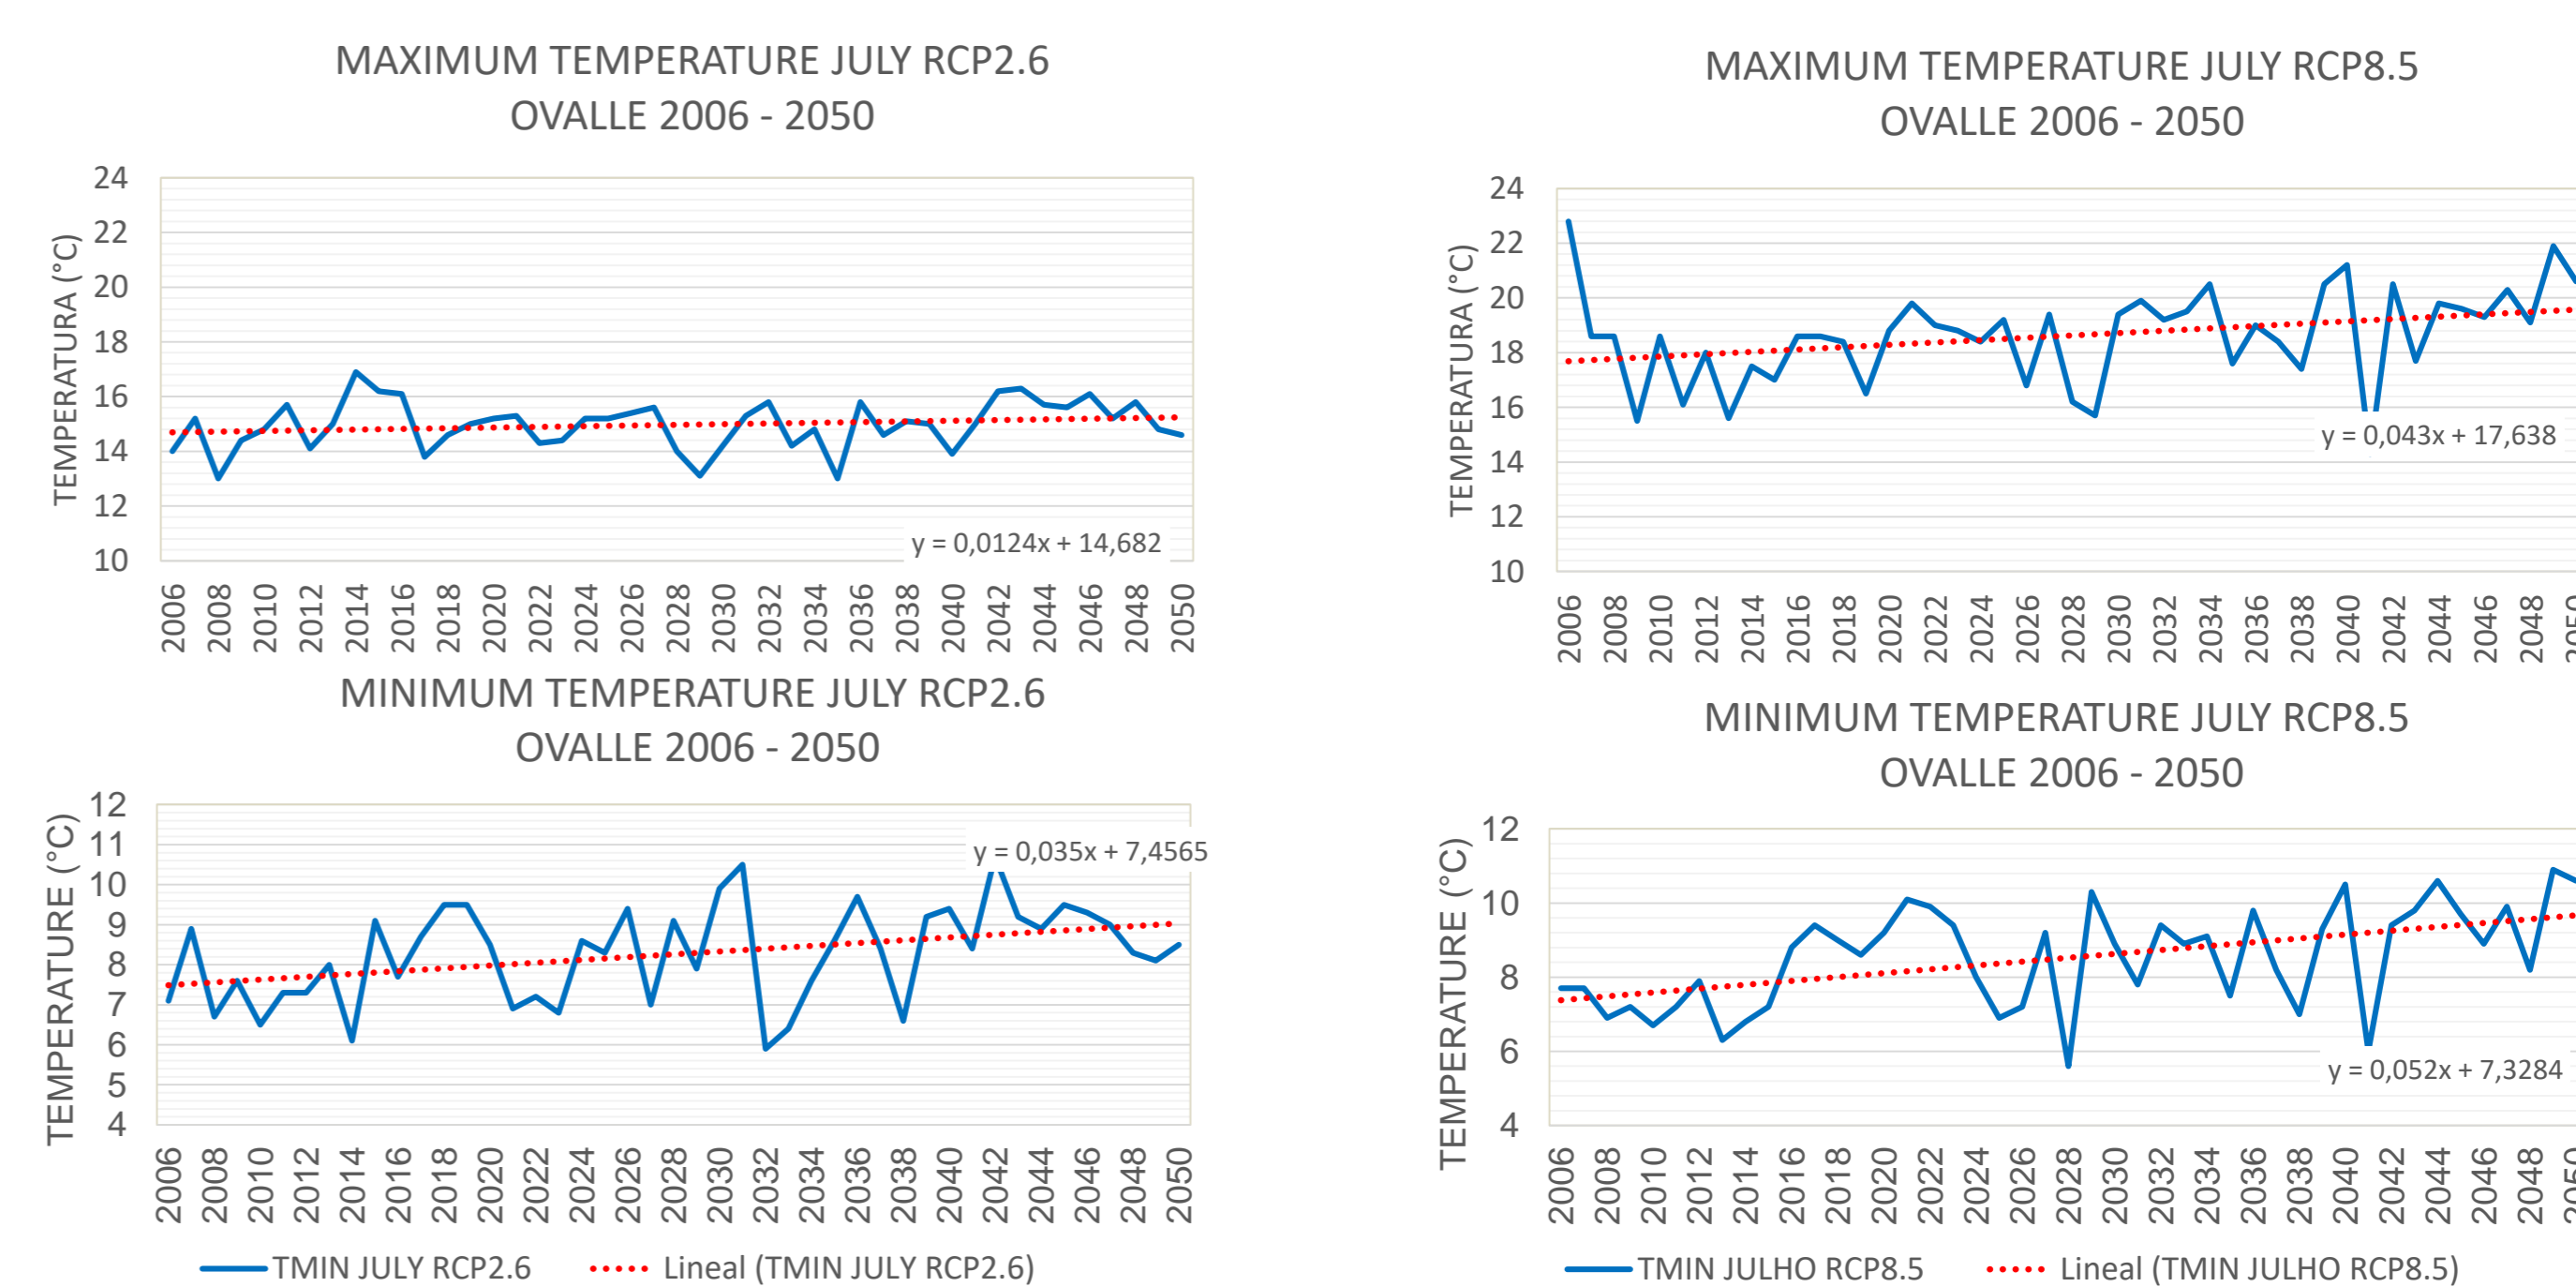 MAXIMUM TEMPERATURE JULY RCP2.6
OVALLE 2006 - 2050
TEMPERATURA (°C)
24
22
20
18
16
14
12
10
y = 0,0124x + 14,682
2006 2008 2010 2012 2014 2016 2018 2020 2022 2024 2026 2028 2030 2032 2034 2036 2038 2040 2042 2044 2046 2048 2050
MAXIMUM TEMPERATURE JULY RCP8.5
OVALLE 2006 - 2050
TEMPERATURA (°C)
24
22
20
18
16
14
12
10
y = 0,043x + 17,638
2006 2008 2010 2012 2014 2016 2018 2020 2022 2024 2026 2028 2030 2032 2034 2036 2038 2040 2042 2044 2046 2048 2050
MINIMUM TEMPERATURE JULY RCP2.6
OVALLE 2006 - 2050
TEMPERATURE (°C)
12
11
10
9
8
7
6
5
4
y = 0,035x + 7,4565
2006 2008 2010 2012 2014 2016 2018 2020 2022 2024 2026 2028 2030 2032 2034 2036 2038 2040 2042 2044 2046 2048 2050
TMIN JULY RCP2.6 Lineal (TMIN JULY RCP2.6)
MINIMUM TEMPERATURE JULY RCP8.5
OVALLE 2006 - 2050
TEMPERATURE (°C)
12
10
8
6
4
y = 0,052x + 7,3284
2006 2008 2010 2012 2014 2016 2018 2020 2022 2024 2026 2028 2030 2032 2034 2036 2038 2040 2042 2044 2046 2048 2050
TMIN JULHO RCP8.5 Lineal (TMIN JULHO RCP8.5)